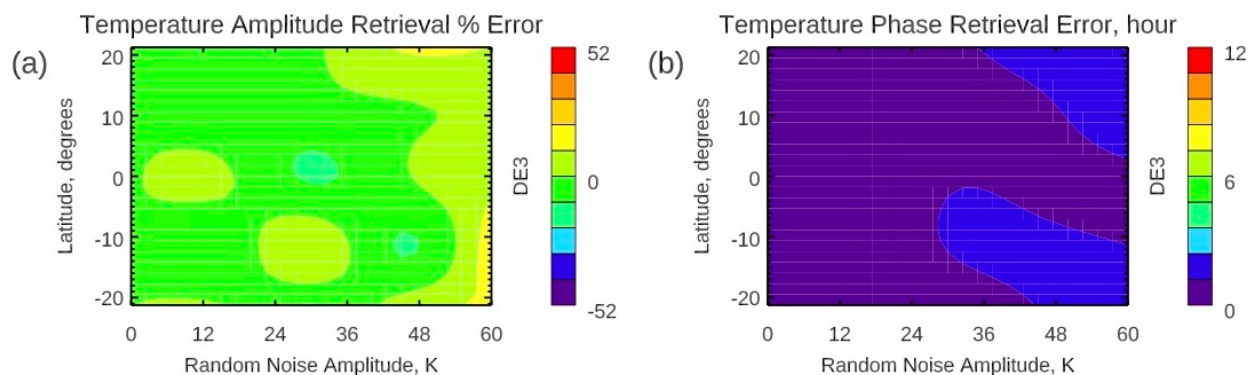 Temperature Amplitude Retrieval % Error
(a)
20
10
0
-10
-20
Latitude, degrees
0 12 24 36 48 60
Random Noise Amplitude, K
52
0
-52
DE3
Temperature Phase Retrieval Error, hour
(b)
20
10
0
-10
-20
Latitude, degrees
0 12 24 36 48 60
Random Noise Amplitude, K
12
6
0
DE3